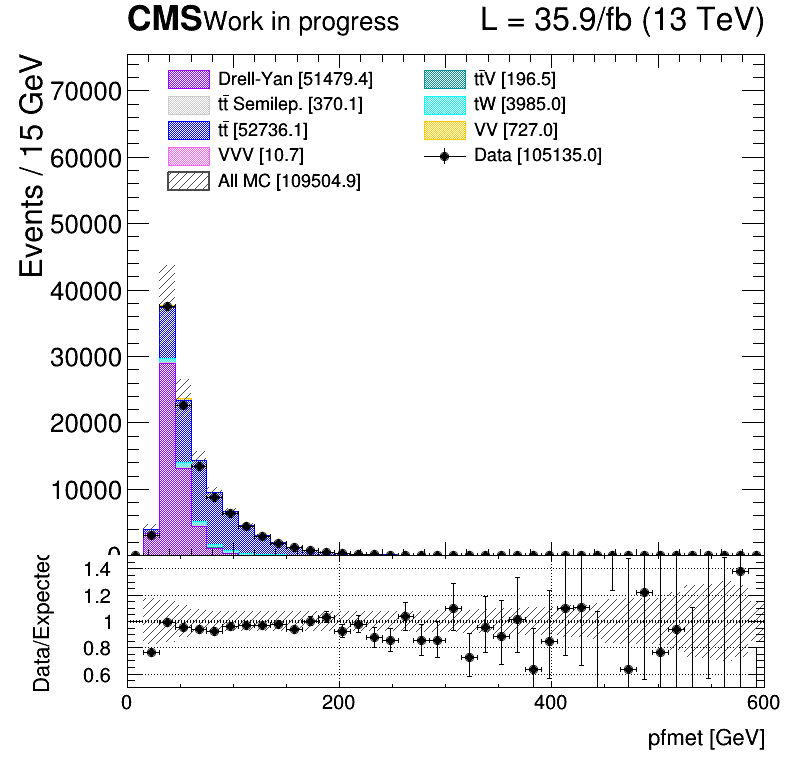 CMS Work in progress L = 35.9/fb (13 TeV)
Events / 15 GeV
70000
60000
50000
40000
30000
20000
10000
0
Drell-Yan [51479.4]
tt̄ Semilep. [370.1]
tt̄ [52736.1]
VVV [10.7]
All MC [109504.9]
tt̄V [196.5]
tW [3985.0]
VV [727.0]
Data [105135.0]
Data/Expected
1.4
1.2
1
0.8
0.6
0 200 400 600
pfmet [GeV]